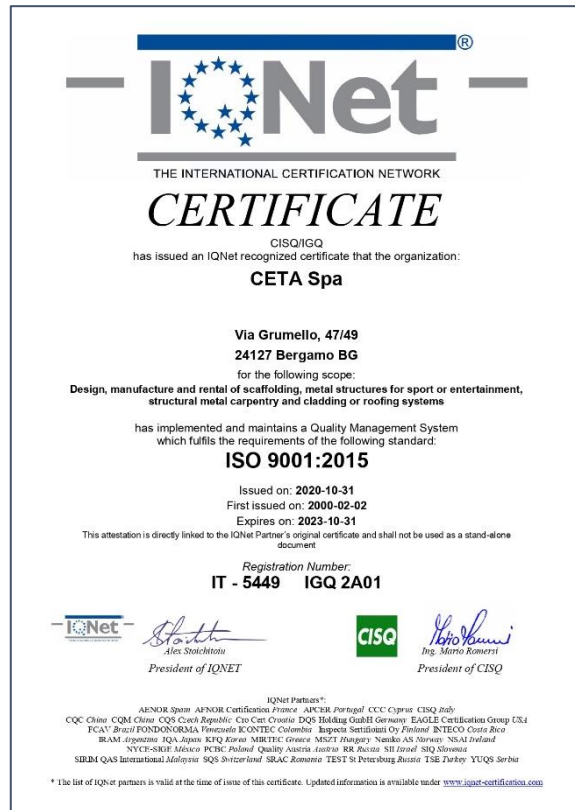 IQNet®
THE INTERNATIONAL CERTIFICATION NETWORK
CERTIFICATE
CISQ/IGQ
has issued an IQNet recognized certificate that the organization:
CETA Spa
Via Grumello, 47/49
24127 Bergamo BG
for the following scope:
Design, manufacture and rental of scaffolding, metal structures for sport or entertainment,
structural metal carpentry and cladding or roofing systems
has implemented and maintains a Quality Management System
which fulfils the requirements of the following standard:
ISO 9001:2015
Issued on: 2020-10-31
First issued on: 2000-02-02
Expires on: 2023-10-31
This attestation is directly linked to the IQNet Partner's original certificate and shall not be used as a stand-alone
document
Registration Number:
IT - 5449 IGQ 2A01
IQNet
CISQ
Alex Stoichitoiu
Ing. Mario Romersi
President of IQNET
President of CISQ
IQNet Partners*:
AENOR Spain AFNOR Certification France APCER Portugal CCC Cyprus CISQ Italy
CQC China CQM China CQS Czech Republic Cro Cert Croatia DQS Holding GmbH Germany EAGLE Certification Group USA
FCAV Brazil FONDONORMA Venezuela ICONTEC Colombia Inspecta Sertifiointi Oy Finland INTECO Costa Rica
IRAM Argentina JQA Japan KFQ Korea MIRTEC Greece MSZT Hungary Nemko AS Norway NSAI Ireland
NYCE-SIGE México PCBC Poland Quality Austria Austria RR Russia SII Israel SIQ Slovenia
SIRIM QAS International Malaysia SQS Switzerland SRAC Romania TEST St Petersburg Russia TSE Turkey YUQS Serbia
* The list of IQNet partners is valid at the time of issue of this certificate. Updated information is available under www.iqnet-certification.com